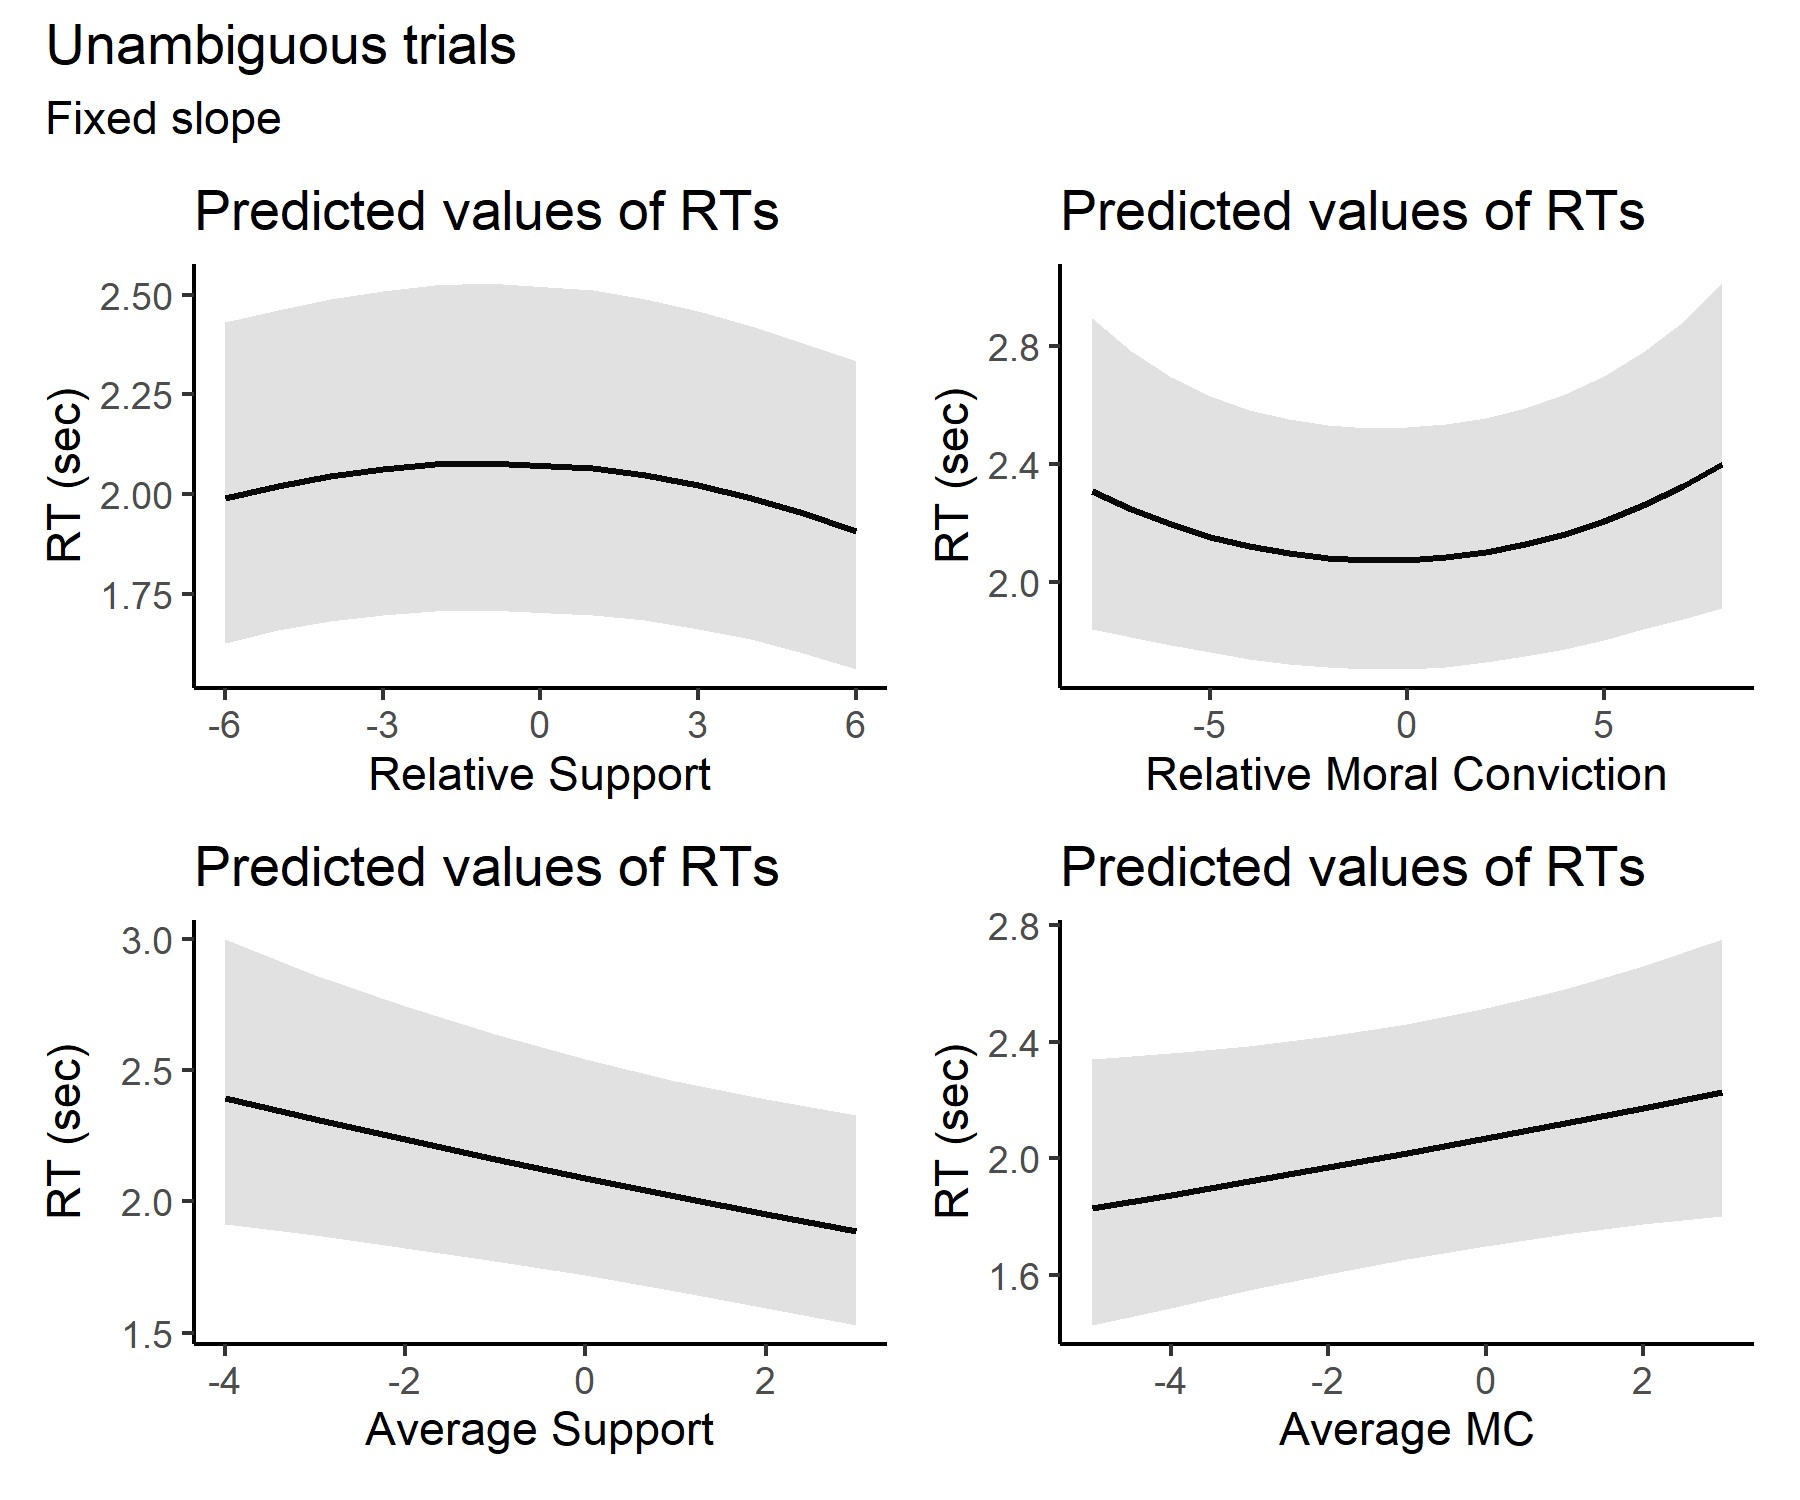 Unambiguous trials
Fixed slope
Predicted values of RTs
RT (sec)
2.50
2.25
2.00
1.75
-6 -3 0 3 6
Relative Support
Predicted values of RTs
RT (sec)
2.8
2.4
2.0
-5 0 5
Relative Moral Conviction
Predicted values of RTs
RT (sec)
3.0
2.5
2.0
1.5
-4 -2 0 2
Average Support
Predicted values of RTs
RT (sec)
2.8
2.4
2.0
1.6
-4 -2 0 2
Average MC